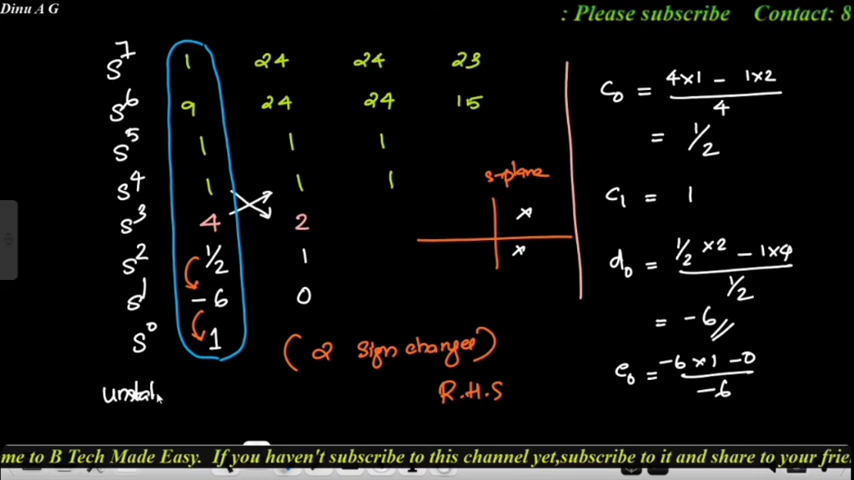 Dinu A G
: Please subscribe Contact: 8
s⁷ 1 24 24 23
s⁶ 9 24 24 15
s⁵ 1 1 1
s⁴ 1 1 1
s³ 4 2
s² 1/2 1
s¹ -6 0
s⁰ 1
(2 sign changes)
R.H.S
s-plane
C₀ = (4×1 - 1×2)/4
= 1/2
C₁ = 1
d₀ = (1/2 ×2 - 1×4)/(1/2)
= -6//
e₀ = (-6×1 -0)/-6
me to B Tech Made Easy. If you haven't subscribe to this channel yet,subscribe to it and share to your frie